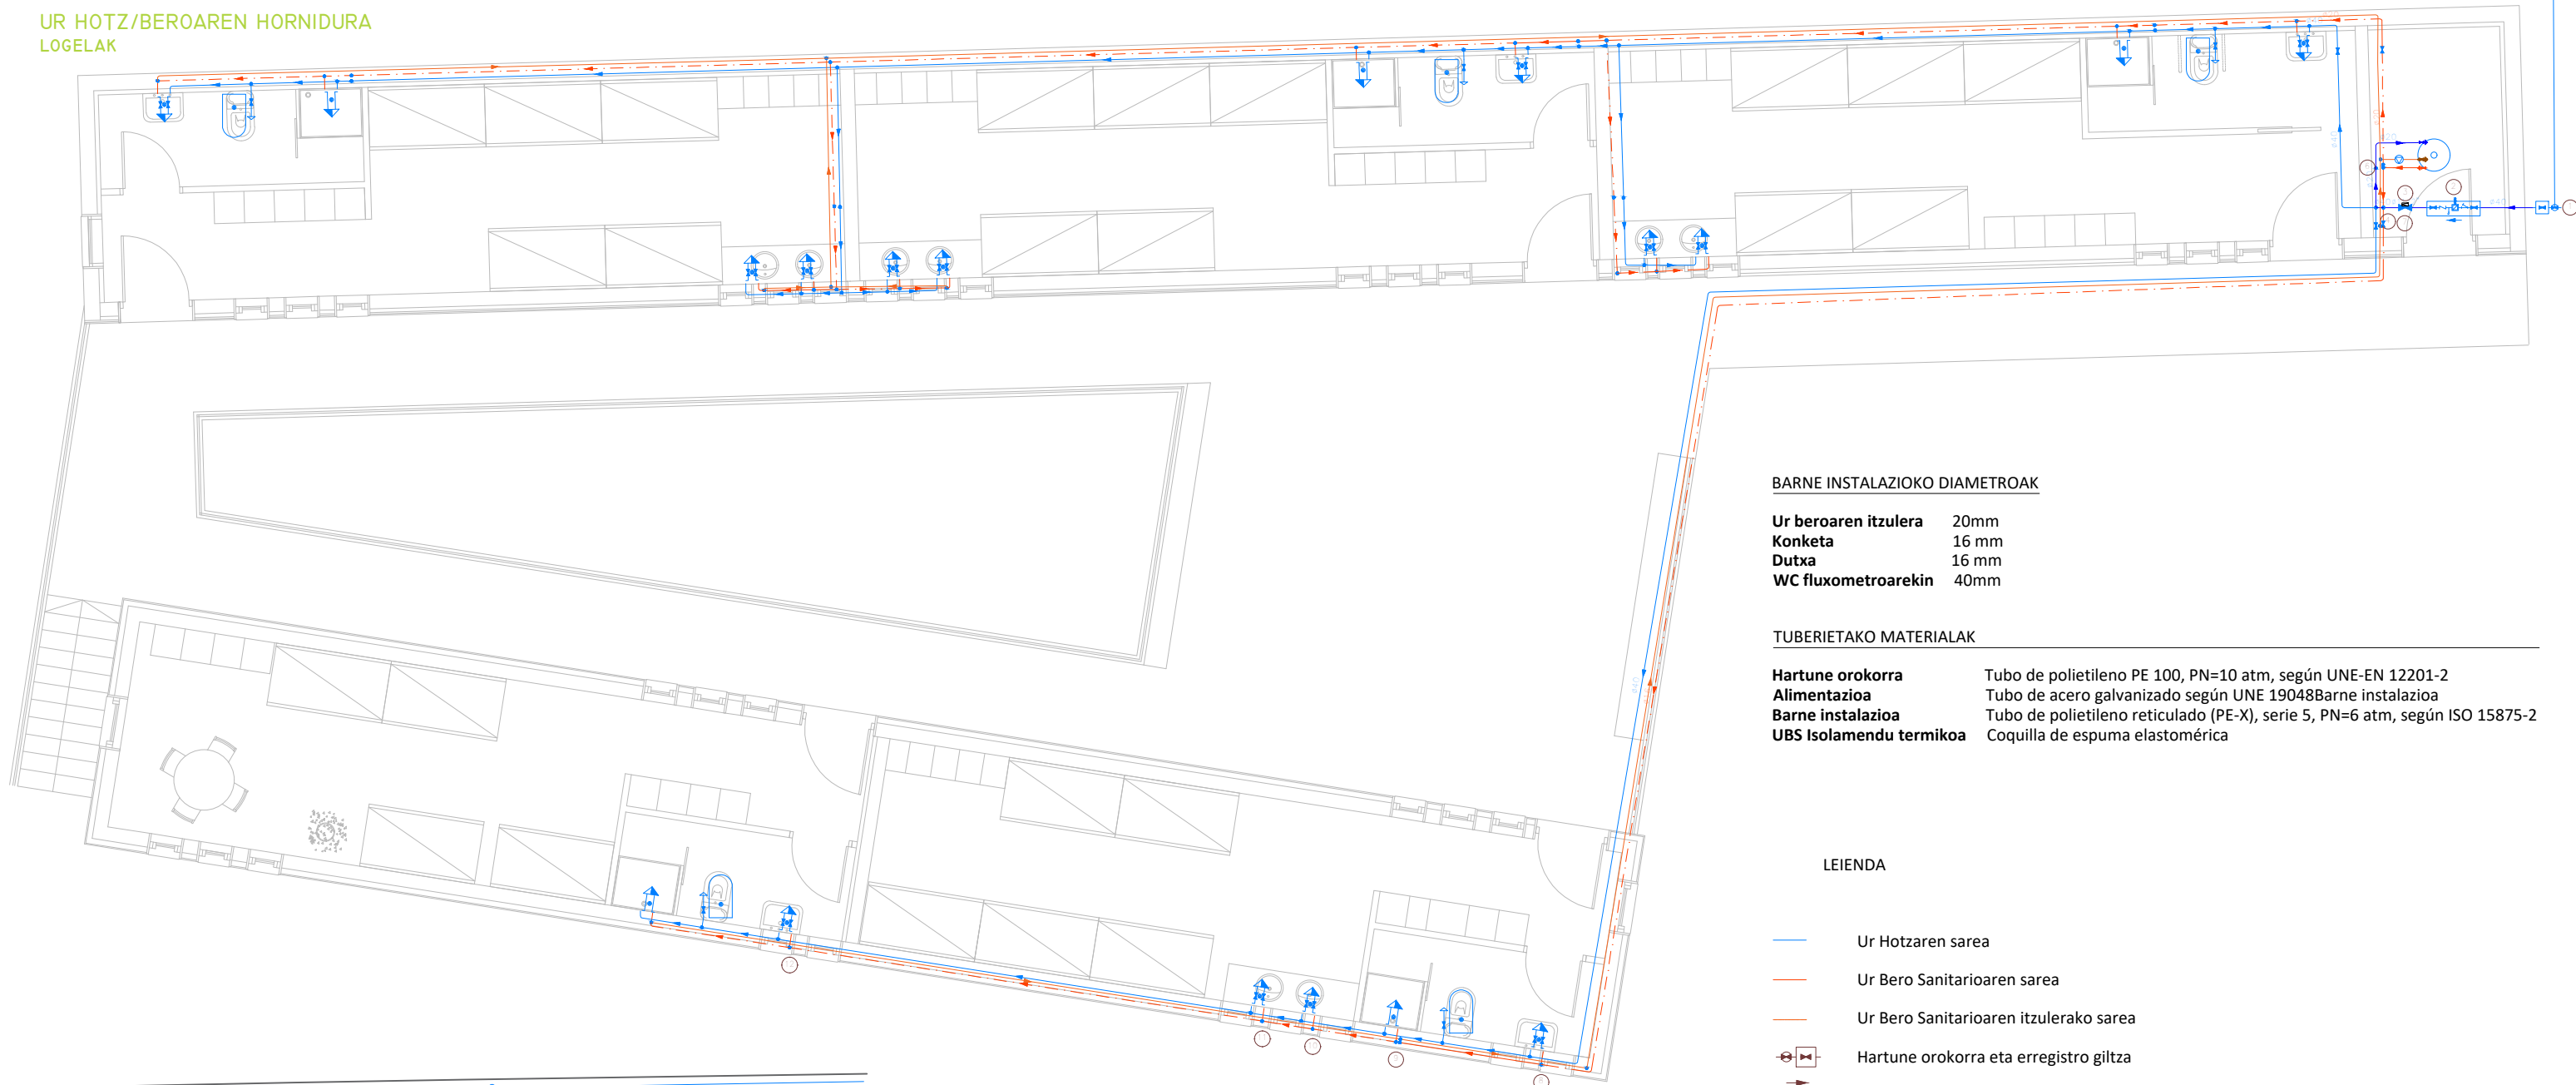 UR HOTZ/BEROAREN HORNIDURA
LOGELAK
BARNE INSTALAZIOKO DIAMETROAK
Ur beroaren itzulera 20mm
Konketa 16 mm
Dutxa 16 mm
WC fluxometroarekin 40mm
TUBERIETAKO MATERIALAK
Hartune orokorra Tubo de polietileno PE 100, PN=10 atm, según UNE-EN 12201-2
Alimentazioa Tubo de acero galvanizado según UNE 19048Barne instalazioa
Barne instalazioa Tubo de polietileno reticulado (PE-X), serie 5, PN=6 atm, según ISO 15875-2
UBS Isolamendu termikoa Coquilla de espuma elastomérica
LEIENDA
Ur Hotzaren sarea
Ur Bero Sanitarioaren sarea
Ur Bero Sanitarioaren itzulerako sarea
Hartune orokorra eta erregistro giltza